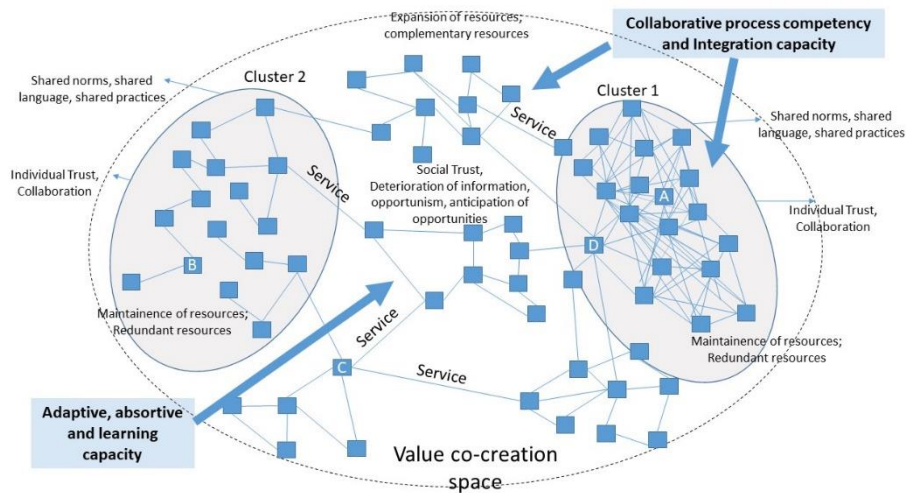 Expansion of resources;
complementary resources
Collaborative process competency
and Integration capacity
Shared norms, shared
language, shared practices
Cluster 2
Cluster 1
Shared norms, shared
language, shared practices
Service
Service
Individual Trust,
Collaboration
Social Trust,
Deterioration of information,
opportunism, anticipation of
opportunities
A
Individual Trust,
Collaboration
B
D
Maintainence of resources;
Redundant resources
Service
Maintainence of resources;
Redundant resources
C
Service
Adaptive, absortive
and learning
capacity
Value co-creation
space